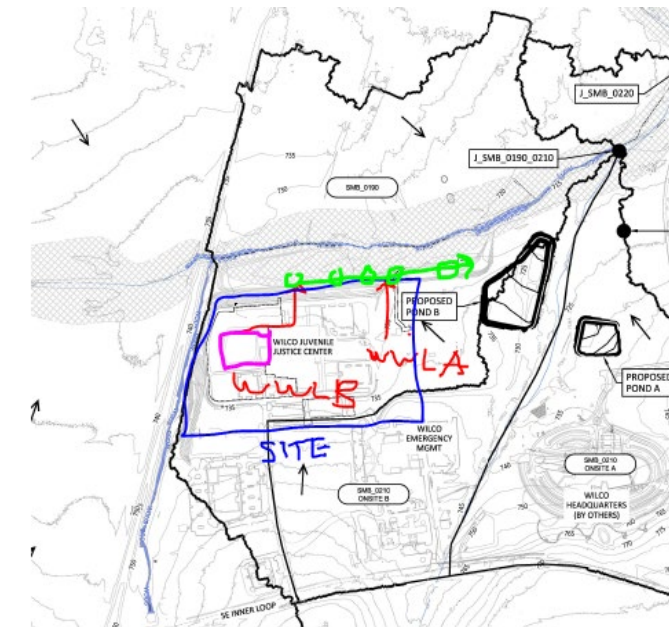 J_SMB_0220
J_SMB_0190_0210
735
730
SMB_0190
PROPOSED
POND B
WILCO JUVENILE
JUSTICE CENTER
WWLA
WWLB
PROPOSED
POND A
SITE
WILCO
EMERGENCY
MGMT
SMB_0210
ONSITE B
SMB_0210
ONSITE A
WILCO
HEADQUARTERS
(BY OTHERS)
SE INNER LOOP